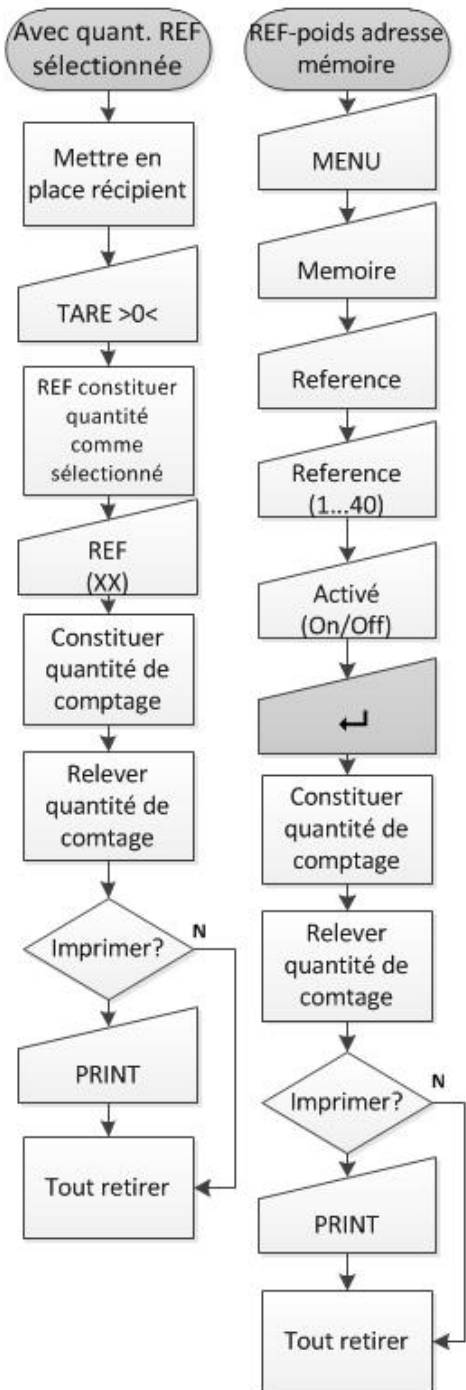 Avec quant. REF
sélectionnée
Mettre en
place récipient
TARE >0<
REF constituer
quantité
comme
sélectionné
REF
(XX)
Constituer
quantité de
comptage
Relever
quantité de
comtage
Imprimer?
N
PRINT
Tout retirer
REF-poids adresse
mémoire
MENU
Memoire
Reference
Reference
(1...40)
Activé
(On/Off)
↵
Constituer
quantité de
comptage
Relever
quantité de
comtage
Imprimer?
N
PRINT
Tout retirer